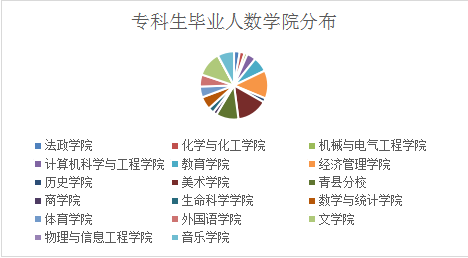 专科生毕业人数学院分布
法政学院 化学与化工学院 机械与电气工程学院
计算机科学与工程学院 教育学院 经济管理学院
历史学院 美术学院 青县分校
商学院 生命科学学院 数学与统计学院
体育学院 外国语学院 文学院
物理与信息工程学院 音乐学院